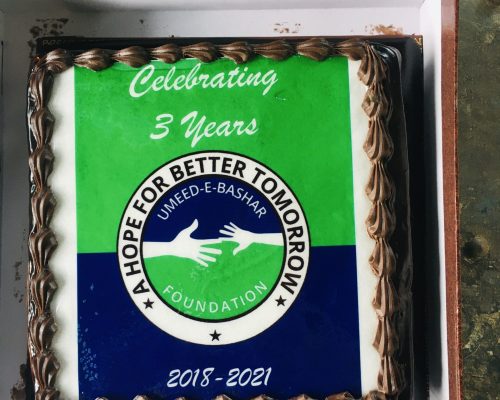 Celebrating
3 Years
A HOPE FOR BETTER TOMORROW
UMEED-E-BASHAR
FOUNDATION
2018-2021